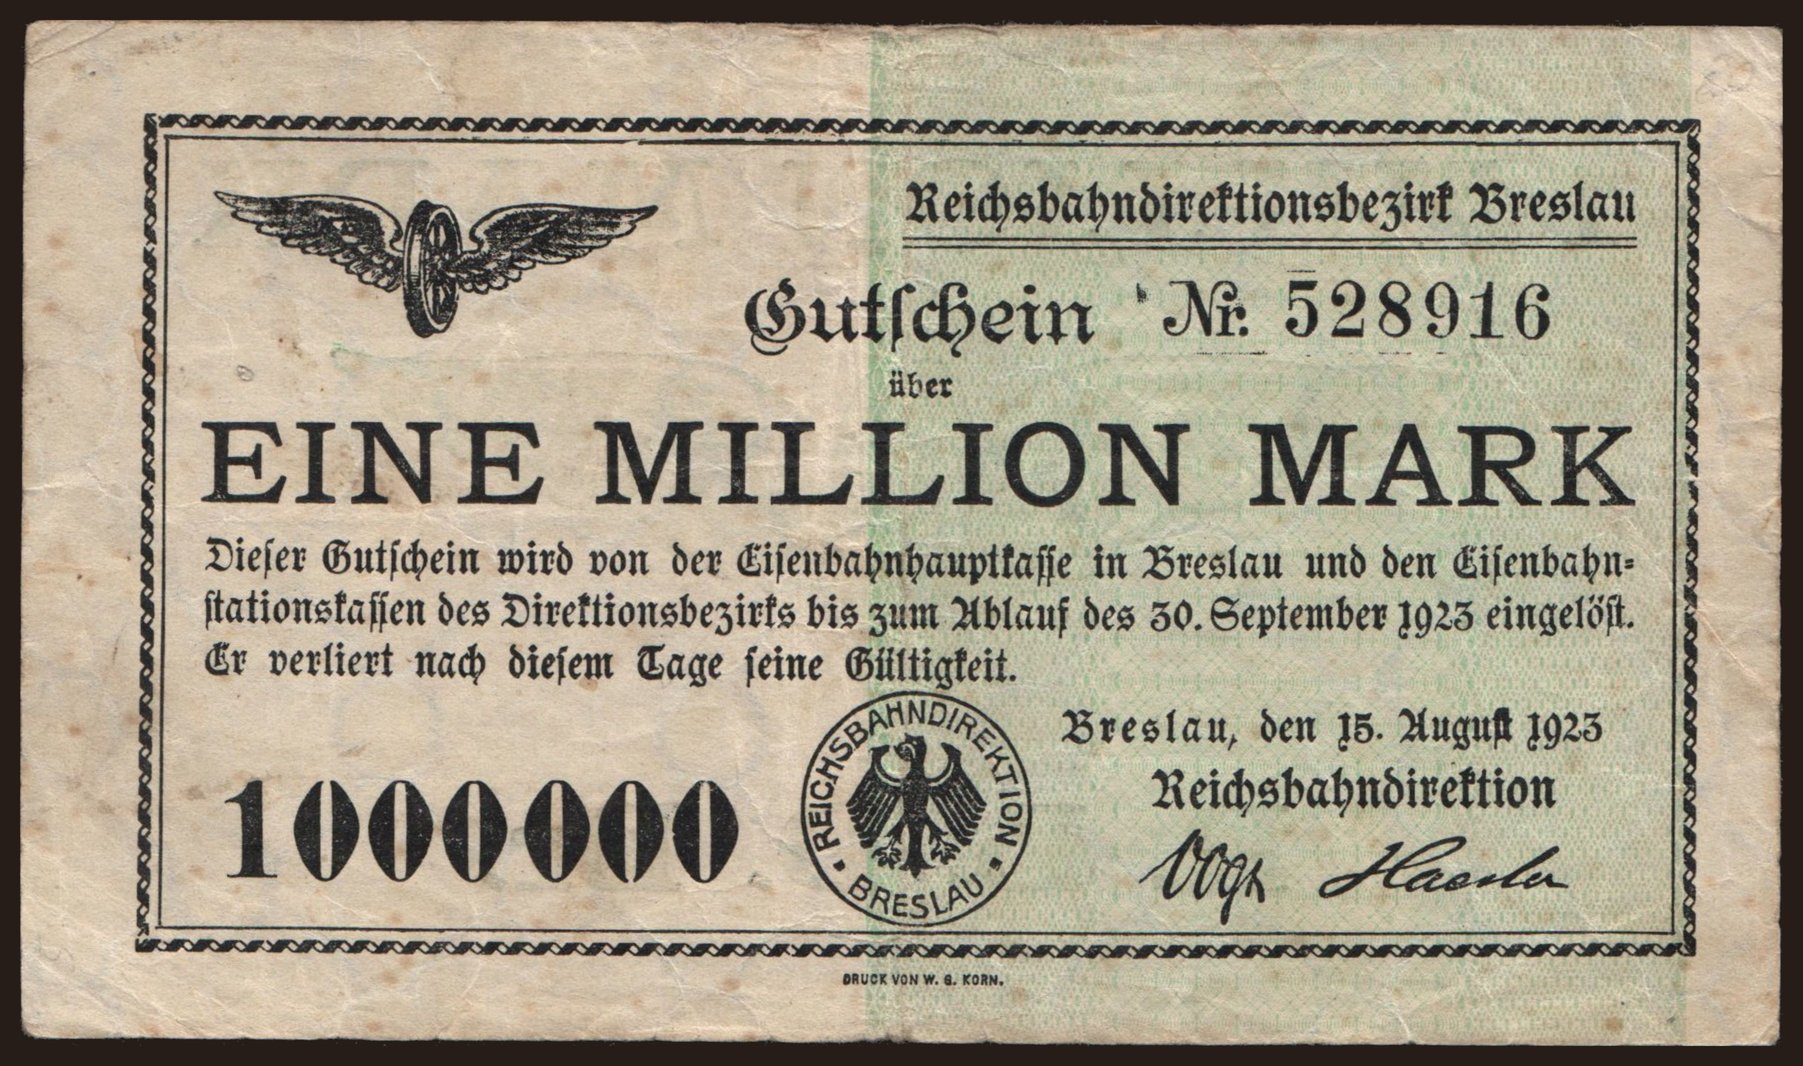 Reichsbahndirektionsbezirk Breslau
Gutschein Nr. 528916
über
EINE MILLION MARK
Dieser Gutschein wird von der Eisenbahnhauptkasse in Breslau und den Eisenbahn-
stationskassen des Direktionsbezirks bis zum Ablauf des 30. September 1923 eingelöst.
Er verliert nach diesem Tage seine Gültigkeit.
Breslau, den 15. August 1923
Reichsbahndirektion
1000000
REICHSBAHNDIREKTION
BRESLAU
DRUCK VON W. G. KORN.